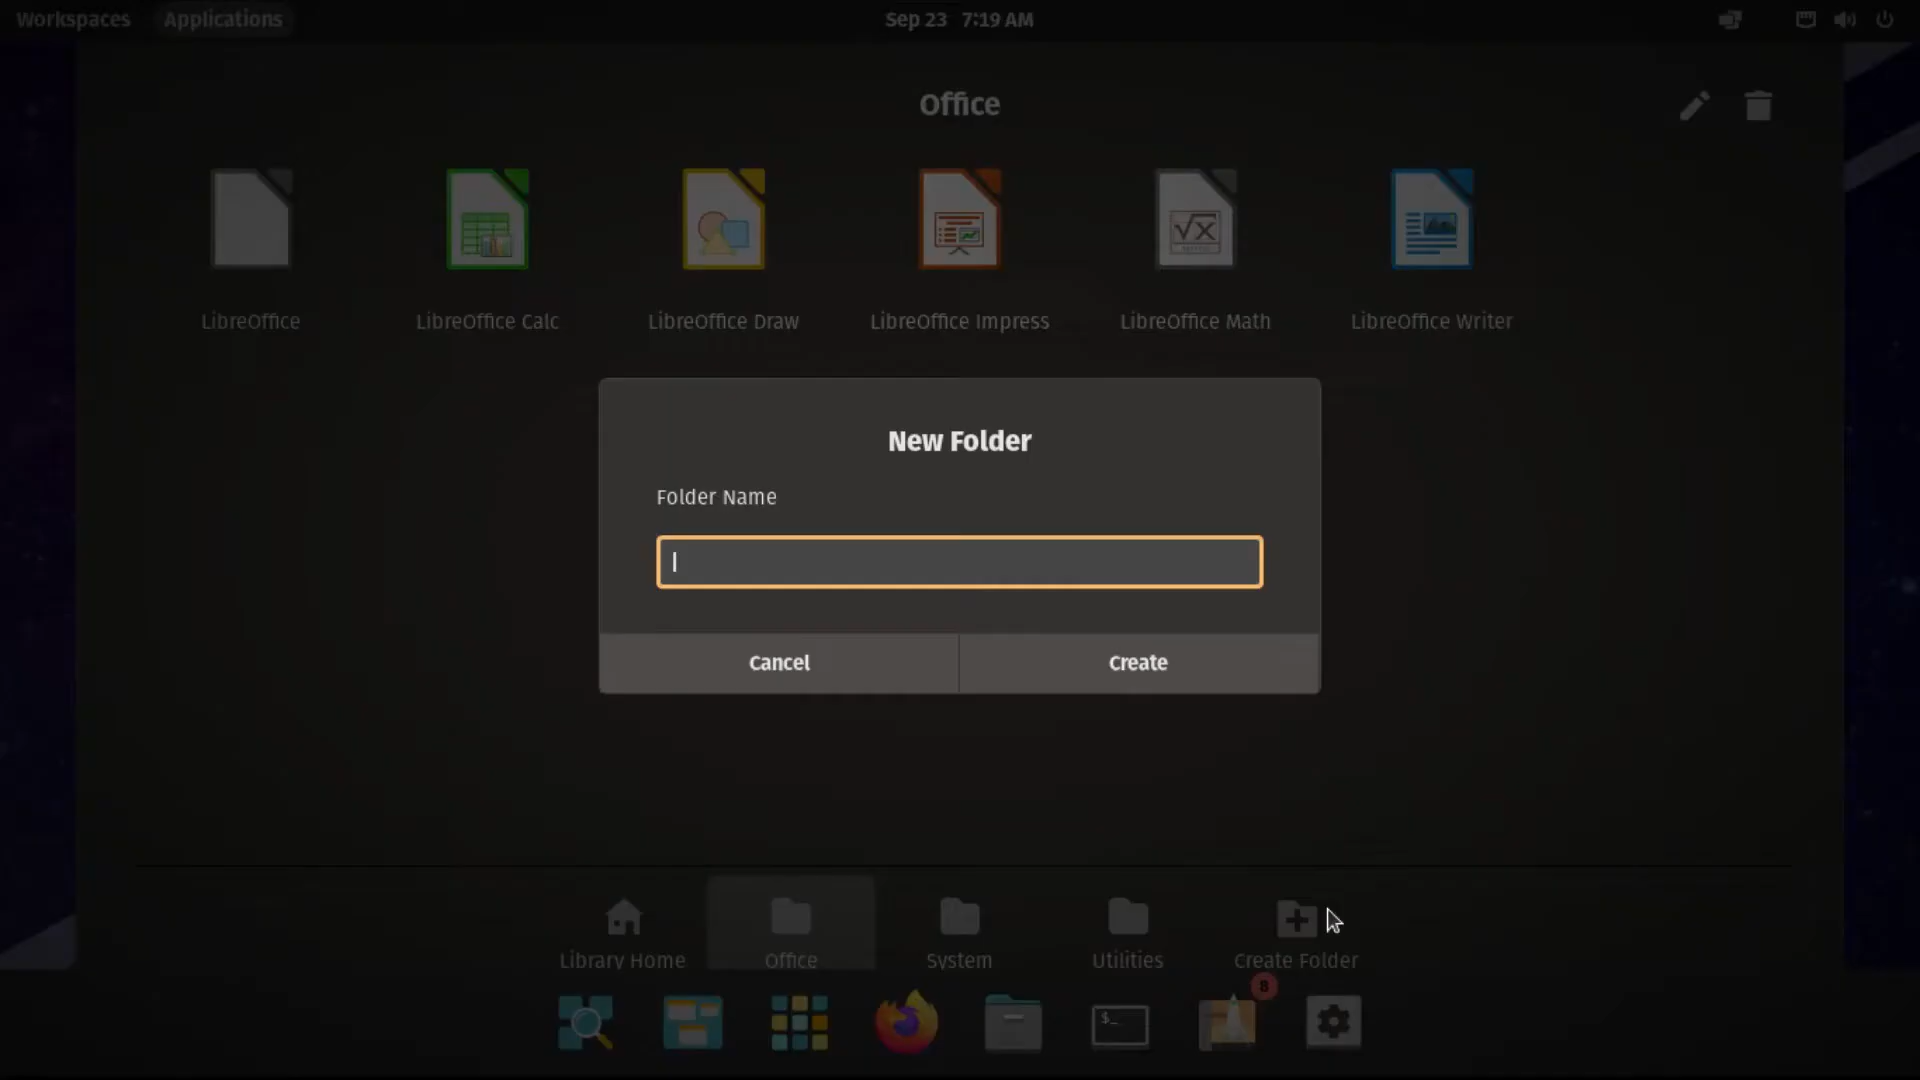 Workspaces Applications Sep 23 7:19 AM
Office
LibreOffice LibreOffice Calc LibreOffice Draw LibreOffice Impress LibreOffice Math LibreOffice Writer
New Folder
Folder Name
Cancel Create
Library Home Office System Utilities Create Folder
8
$_